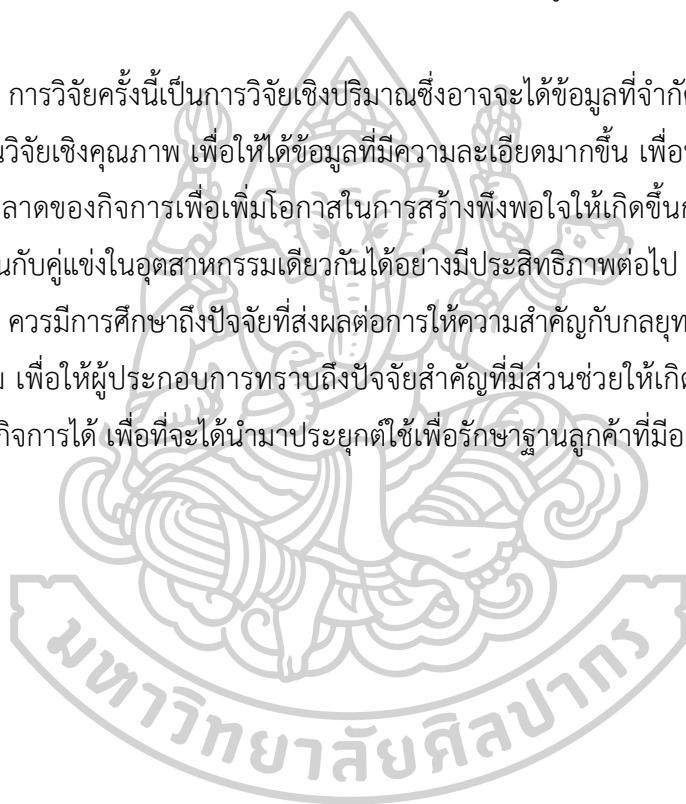 การวิจัยครั้งนี้เป็นการวิจัยเชิงปริมาณซึ่งอาจจะได้ข้อมูลที่จำกั
วิจัยเชิงคุณภาพ เพื่อให้ได้ข้อมูลที่มีความละเอียดมากขึ้น
ลาดของกิจการเพื่อเพิ่มโอกาสในการสร้างพึงพอใจให้เกิดขึ้น
นกับคู่แข่งในอุตสาหกรรมเดียวกันได้อย่างมีประสิทธิภาพต่อไป
ควรมีการศึกษาถึงปัจจัยที่ส่งผลต่อการให้ความสำคัญกับกลยุท
เพื่อให้ผู้ประกอบการทราบถึงปัจจัยสำคัญที่มีส่วนช่วยให้เกิ
กิจการได้ เพื่อที่จะได้นำมาประยุกต์ใช้เพื่อรักษาฐานลูกค้าที่มีอ
มหาวิทยาลัยศิลปากร